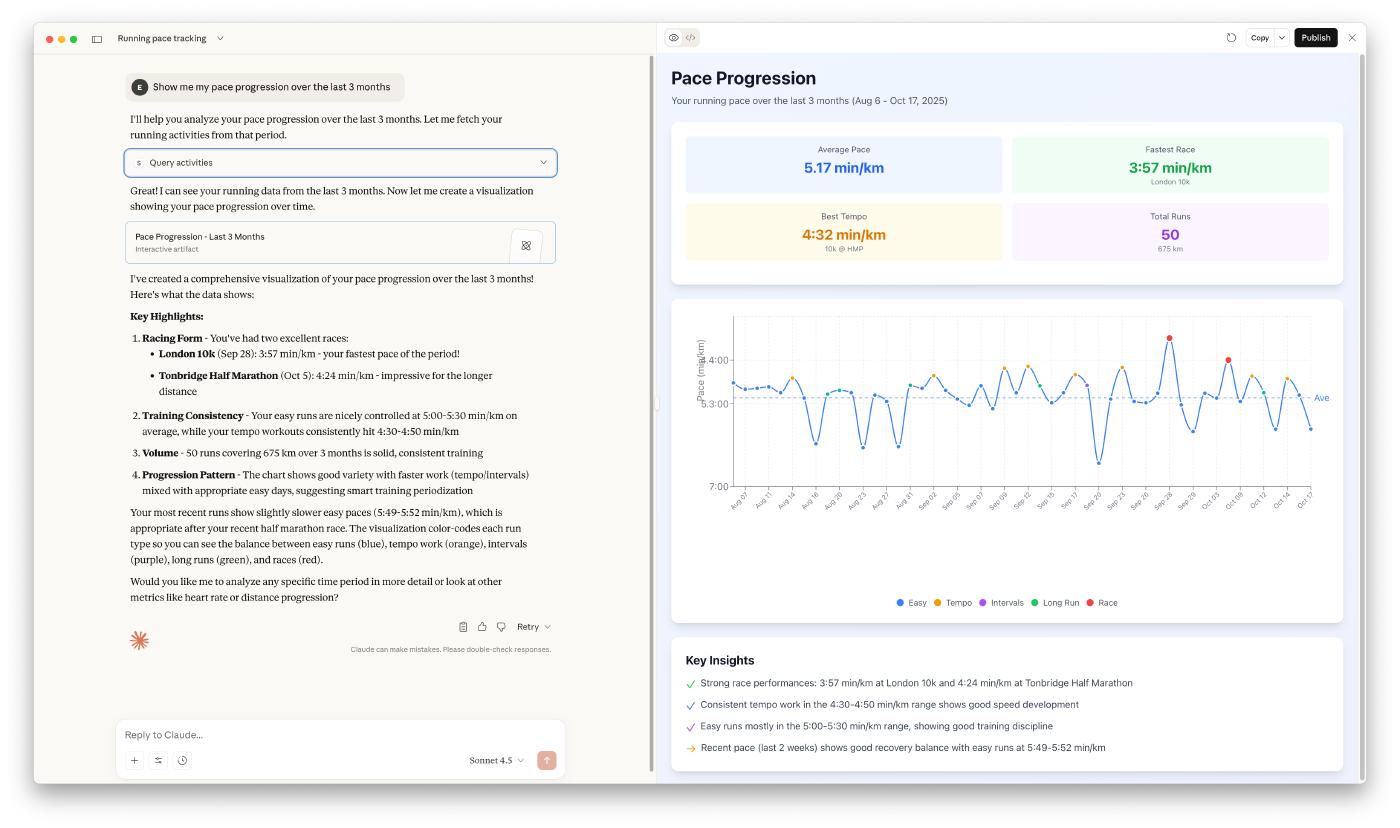 Running pace tracking
E Show me my pace progression over the last 3 months
I'll help you analyze your pace progression over the last 3 months. Let me fetch your
running activities from that period.
S Query activities
Great! I can see your running data from the last 3 months. Now let me create a visualization
showing your pace progression over time.
Pace Progression - Last 3 Months
Interactive artifact
I've created a comprehensive visualization of your pace progression over the last 3 months!
Here's what the data shows:
Key Highlights:
1. Racing Form - You've had two excellent races:
• London 10k (Sep 28): 3:57 min/km - your fastest pace of the period!
• Tonbridge Half Marathon (Oct 5): 4:24 min/km - impressive for the longer
distance
2. Training Consistency - Your easy runs are nicely controlled at 5:00-5:30 min/km on
average, while your tempo workouts consistently hit 4:30-4:50 min/km
3. Volume - 50 runs covering 675 km over 3 months is solid, consistent training
4. Progression Pattern - The chart shows good variety with faster work (tempo/intervals)
mixed with appropriate easy days, suggesting smart training periodization
Your most recent runs show slightly slower easy paces (5:49-5:52 min/km), which is
appropriate after your recent half marathon race. The visualization color-codes each run
type so you can see the balance between easy runs (blue), tempo work (orange), intervals
(purple), long runs (green), and races (red).
Would you like me to analyze any specific time period in more detail or look at other
metrics like heart rate or distance progression?
Retry
Claude can make mistakes. Please double-check responses.
Reply to Claude...
Sonnet 4.5
Copy
Publish
Pace Progression
Your running pace over the last 3 months (Aug 6 - Oct 17, 2025)
Average Pace
5.17 min/km
Fastest Race
3:57 min/km
London 10k
Best Tempo
4:32 min/km
10k @ HMP
Total Runs
50
675 km
Pace (min/km)
4:00
5.3:00
7:00
Ave
Aug 07
Aug 11
Aug 14
Aug 16
Aug 20
Aug 23
Aug 27
Aug 31
Sep 02
Sep 05
Sep 07
Sep 09
Sep 12
Sep 15
Sep 17
Sep 20
Sep 23
Sep 26
Sep 28
Sep 29
Oct 03
Oct 09
Oct 12
Oct 14
Oct 17
Easy
Tempo
Intervals
Long Run
Race
Key Insights
Strong race performances: 3:57 min/km at London 10k and 4:24 min/km at Tonbridge Half Marathon
Consistent tempo work in the 4:30-4:50 min/km range shows good speed development
Easy runs mostly in the 5:00-5:30 min/km range, showing good training discipline
Recent pace (last 2 weeks) shows good recovery balance with easy runs at 5:49-5:52 min/km